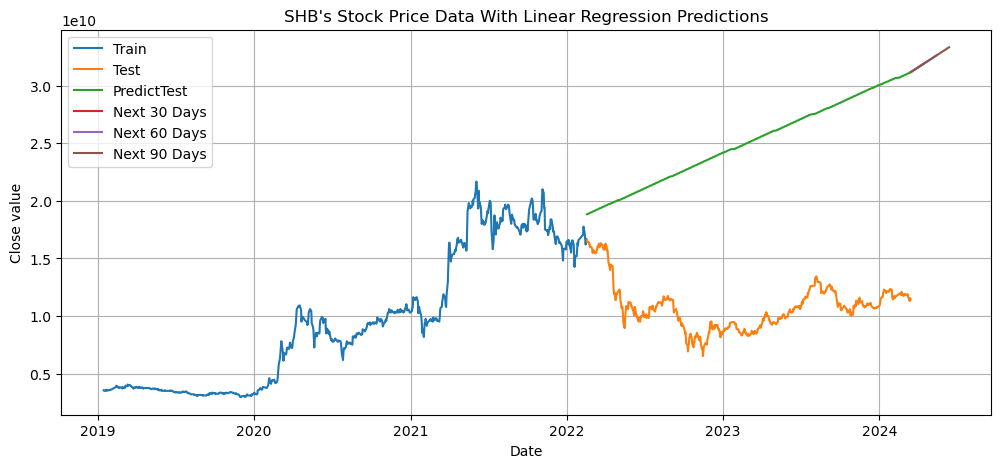 SHB's Stock Price Data With Linear Regression Predictions
1e10
Train
Test
PredictTest
Next 30 Days
Next 60 Days
Next 90 Days
3.0
2.5
2.0
1.5
1.0
0.5
Close value
2019 2020 2021 2022 2023 2024
Date